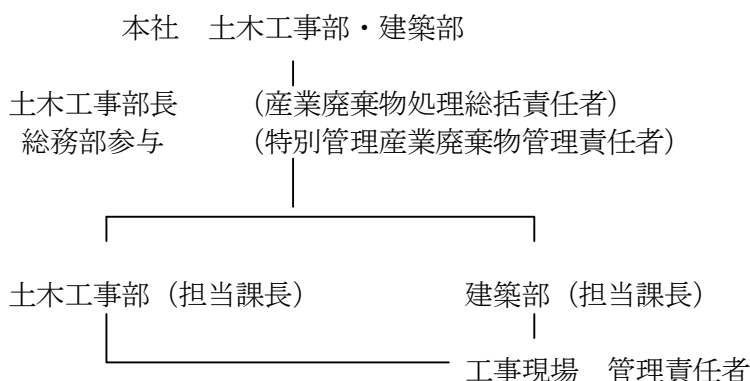 本社　土木工事部・建築部
土木工事部長　（産業廃棄物処理総括責任者）
総務部参与　（特別管理産業廃棄物管理責任者）
土木工事部（担当課長）　建築部（担当課長）
工事現場　管理責任者